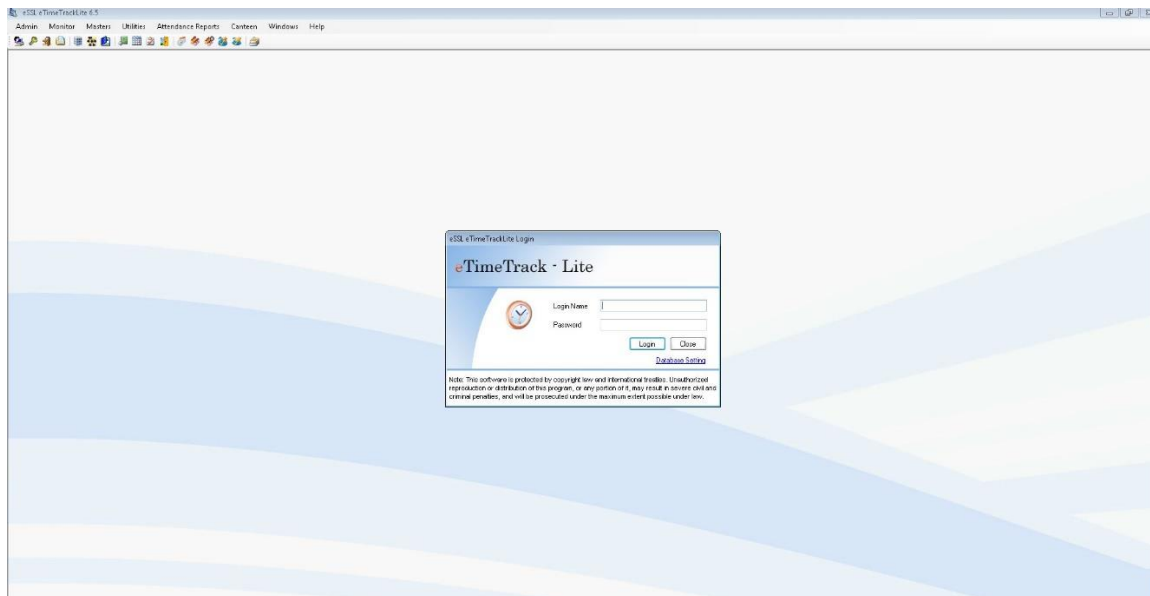 eSSL eTimeTrackLite 6.5
Admin Monitor Masters Utilities Attendance Reports Canteen Windows Help
eSSL eTimeTrackLite Login
eTimeTrack - Lite
Login Name
Password
Login Close
Database Setting
Note: This software is protected by copyright law and international treaties. Unauthorized
reproduction or distribution of this program, or any portion of it, may result in severe civil and
criminal penalties, and will be prosecuted under the maximum extent possible under law.